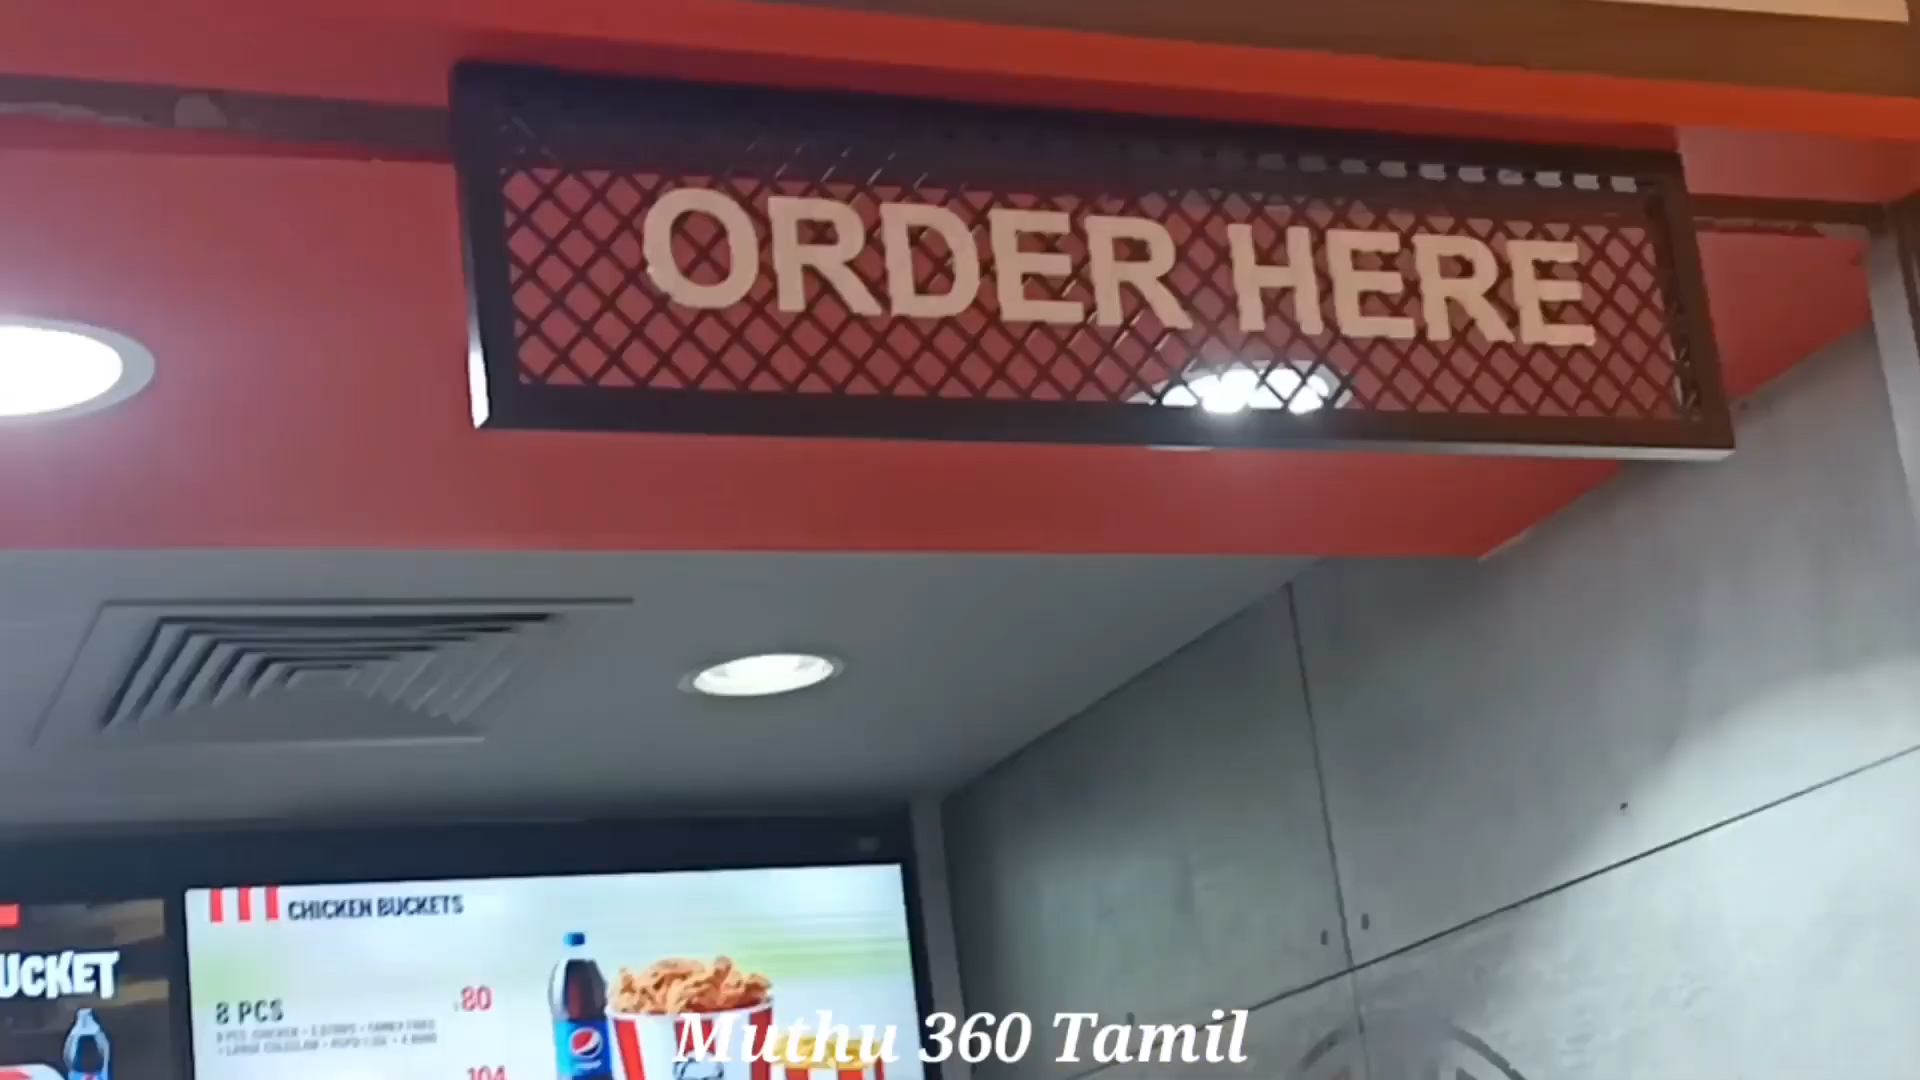 ORDER HERE
CHICKEN BUCKETS
UCKET
8 PCS
80
104
Muthu 360 Tamil